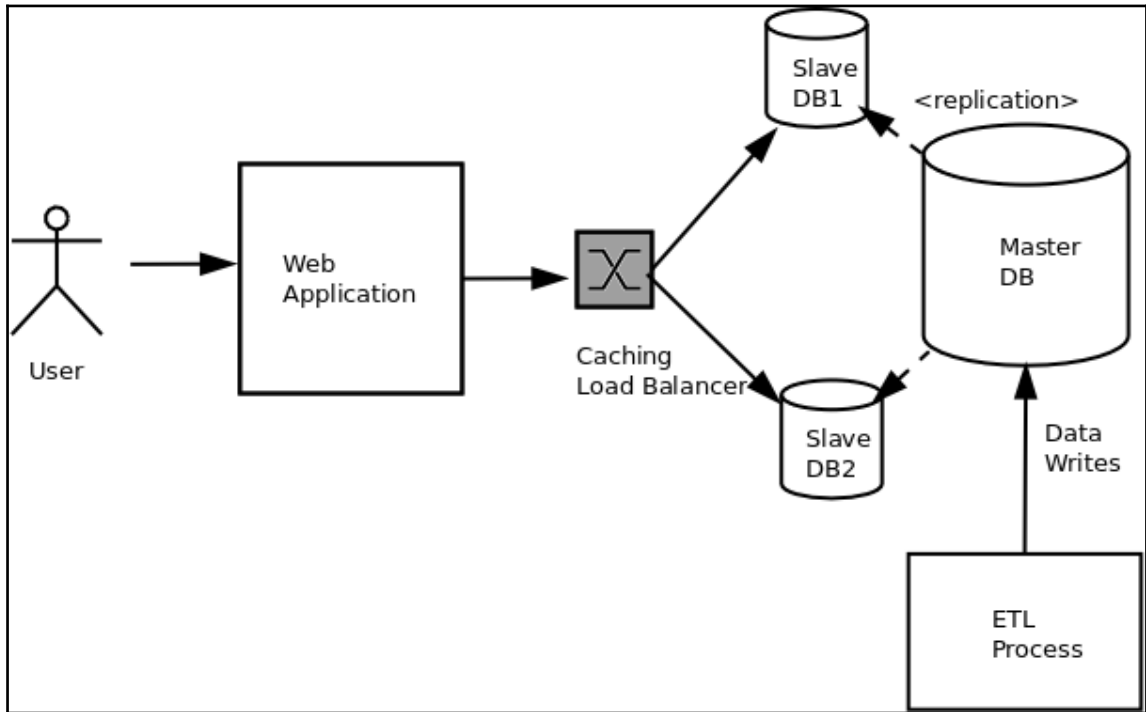 Slave
DB1
<replication>
Web
Application
Master
DB
User
Caching
Load Balancer
Slave
DB2
Data
Writes
ETL
Process